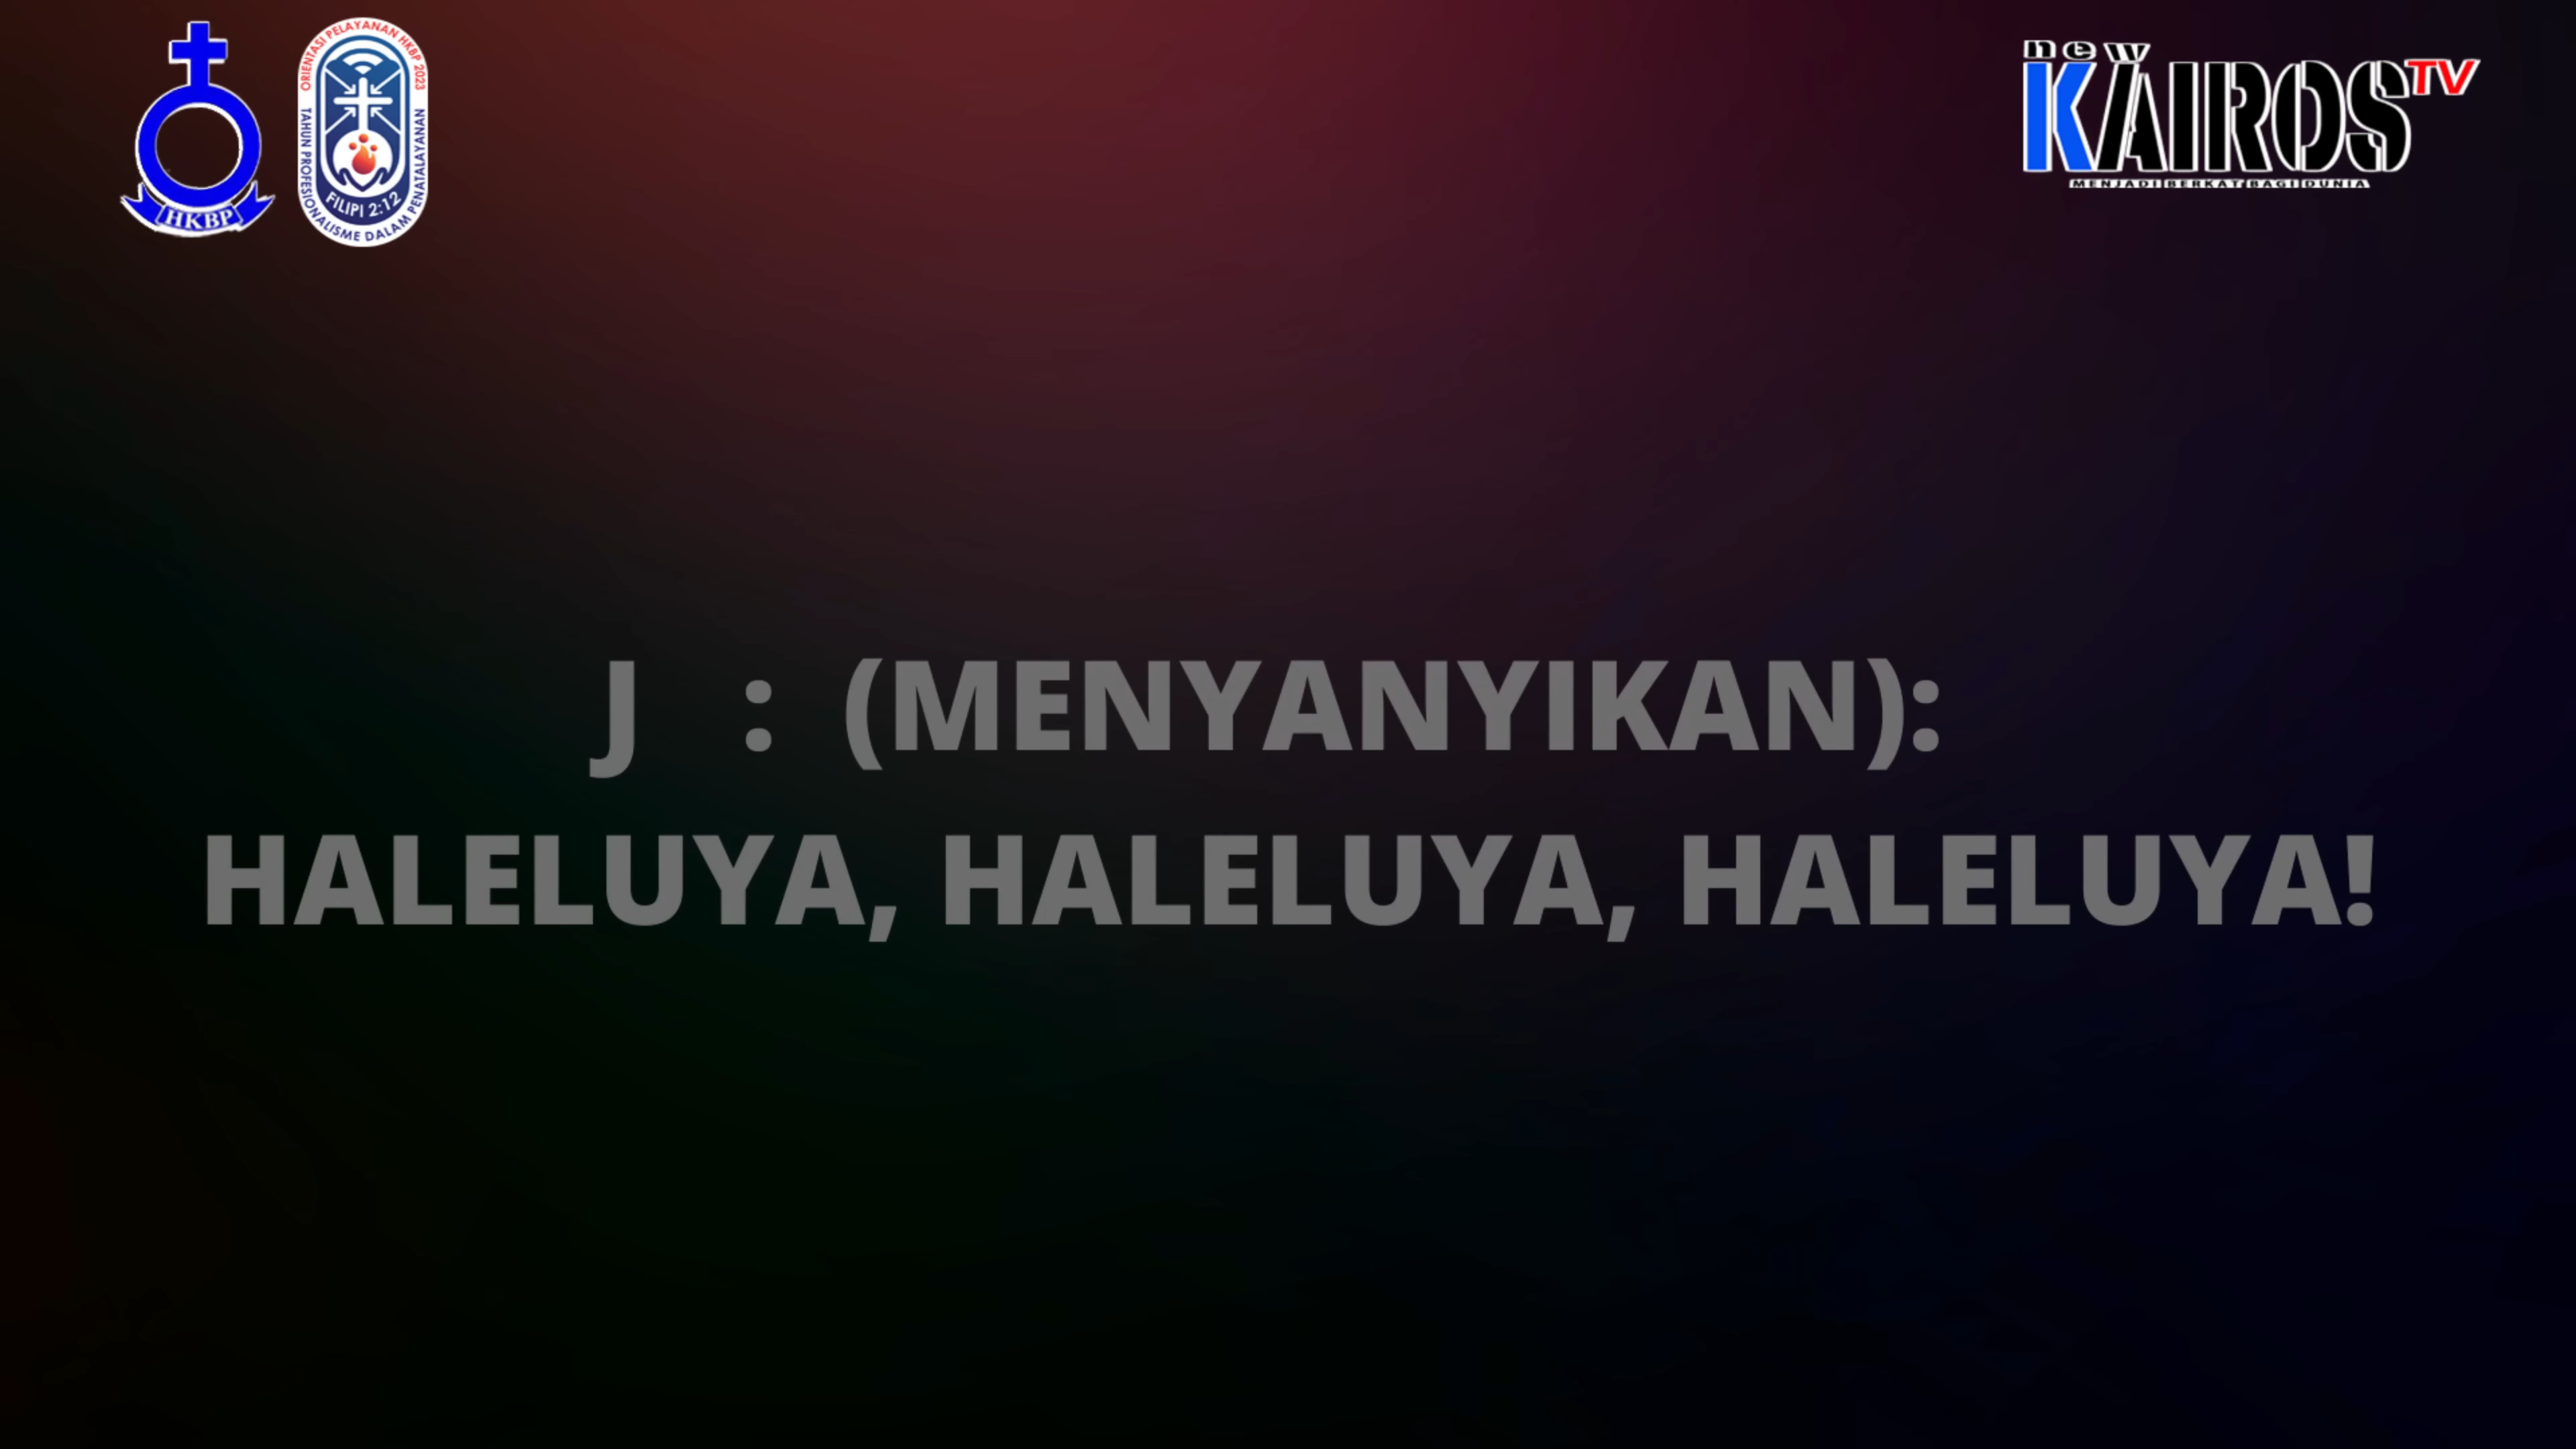 HKBP
ORIENTASI PELAYANAN HKBP 2023
TAHUN PROFESIONALISME DALAM PENATALAYANAN
FILIPI 2:12
new
KAIROS TV
MENJADI BERKAT BAGI DUNIA
J : (MENYANYIKAN):
HALELUYA, HALELUYA, HALELUYA!